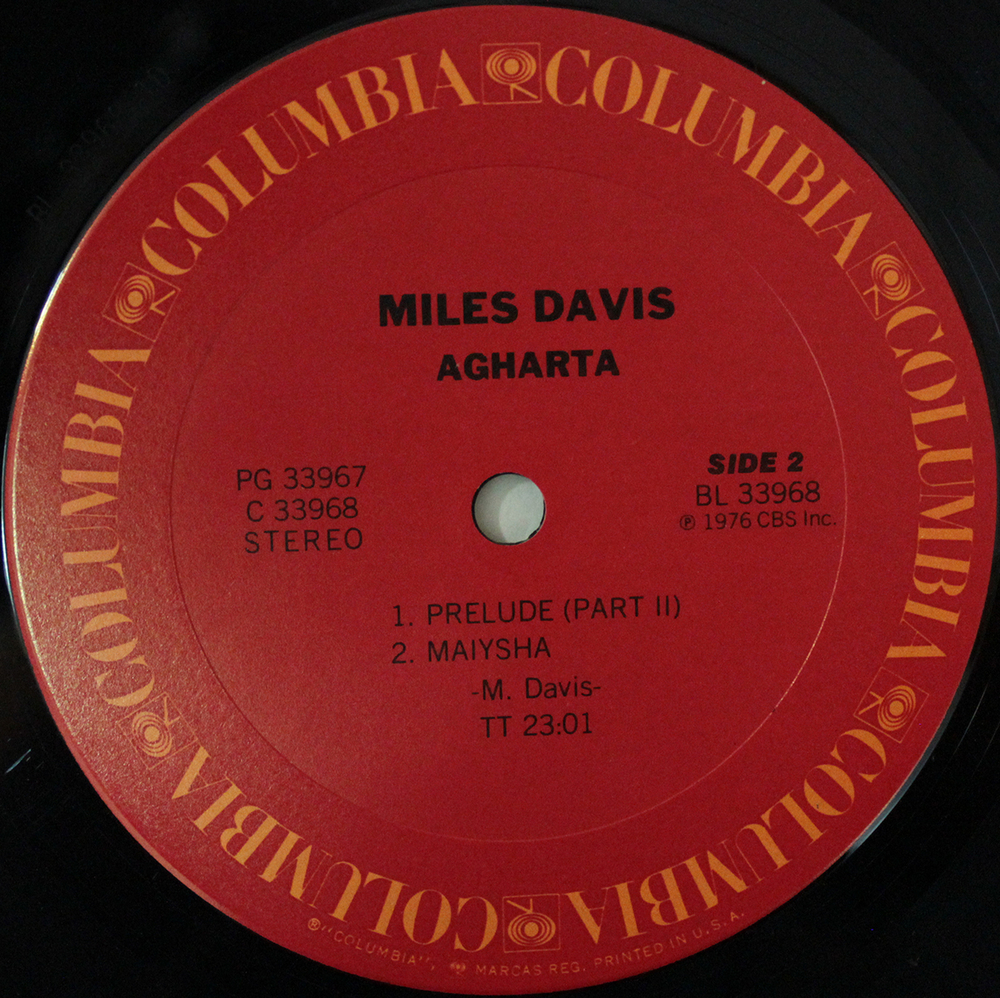 COLUMBIA COLUMBIA COLUMBIA COLUMBIA COLUMBIA COLUMBIA
MILES DAVIS
AGHARTA
PG 33967
C 33968
STEREO
SIDE 2
BL 33968
℗ 1976 CBS Inc.
1. PRELUDE (PART II)
2. MAIYSHA
-M. Davis-
TT 23:01
®"COLUMBIA", MARCAS REG. PRINTED IN U.S.A.